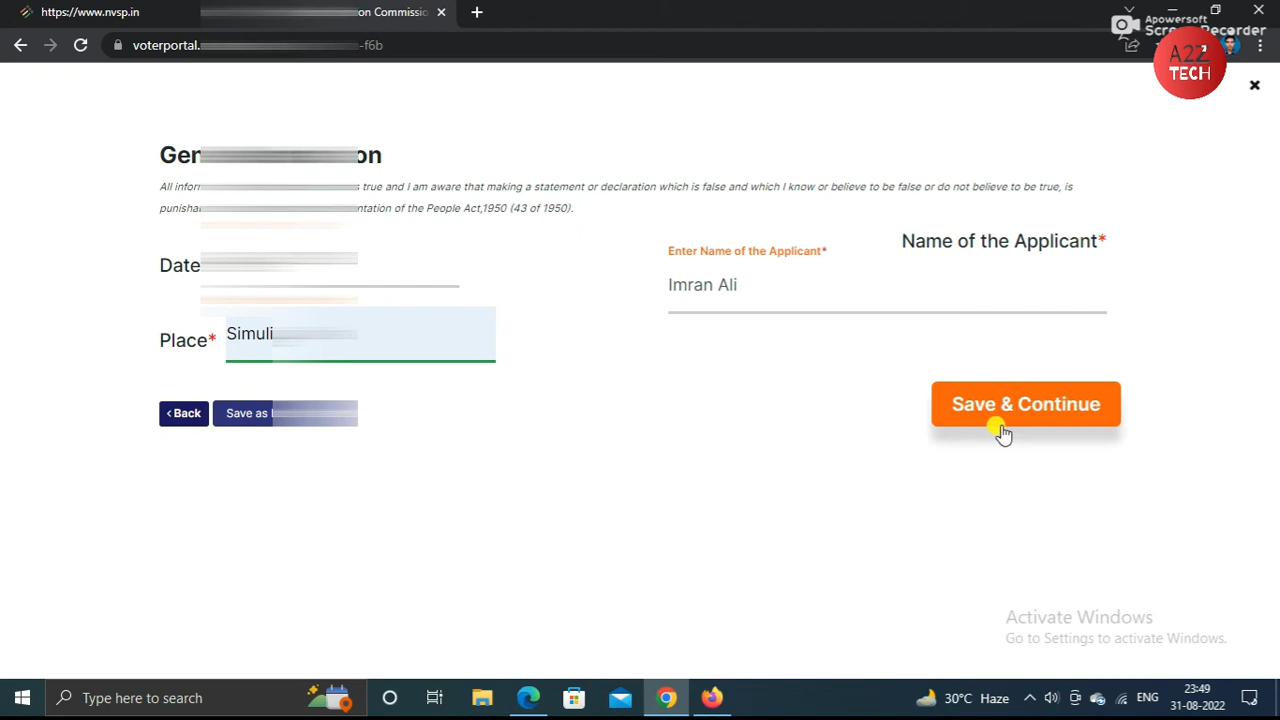 https://www.nvsp.in
on Commissio
Apowersoft
Screen Recorder
voterportal.
-f6b
A2Z
TECH
Gen on
All infor s true and I am aware that making a statement or declaration which is false and which I know or believe to be false or do not believe to be true, is
punisha ntation of the People Act,1950 (43 of 1950).
Name of the Applicant*
Enter Name of the Applicant*
Date
Imran Ali
Place*
Simuli
Back
Save as
Save & Continue
Activate Windows
Go to Settings to activate Windows.
Type here to search
30°C Haze
ENG
23:49
31-08-2022